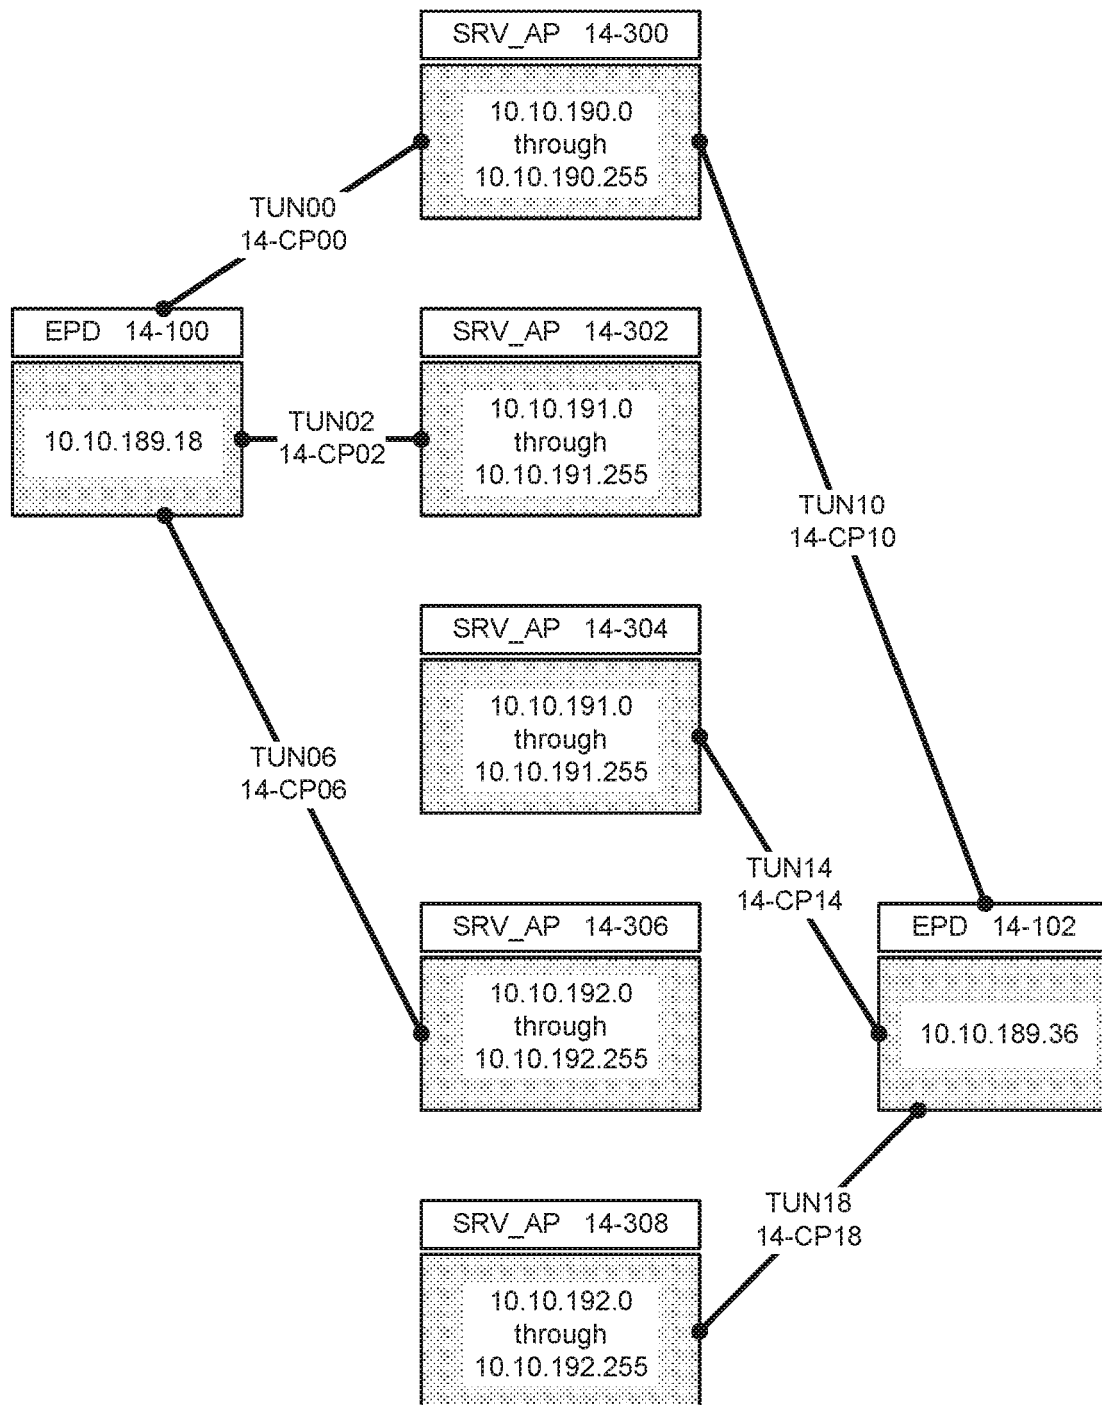 SRV_AP 14-300
10.10.190.0
through
10.10.190.255
TUN00
14-CP00
EPD 14-100
10.10.189.18
TUN02
14-CP02
SRV_AP 14-302
10.10.191.0
through
10.10.191.255
TUN10
14-CP10
SRV_AP 14-304
10.10.191.0
through
10.10.191.255
TUN06
14-CP06
TUN14
14-CP14
SRV_AP 14-306
10.10.192.0
through
10.10.192.255
EPD 14-102
10.10.189.36
TUN18
14-CP18
SRV_AP 14-308
10.10.192.0
through
10.10.192.255